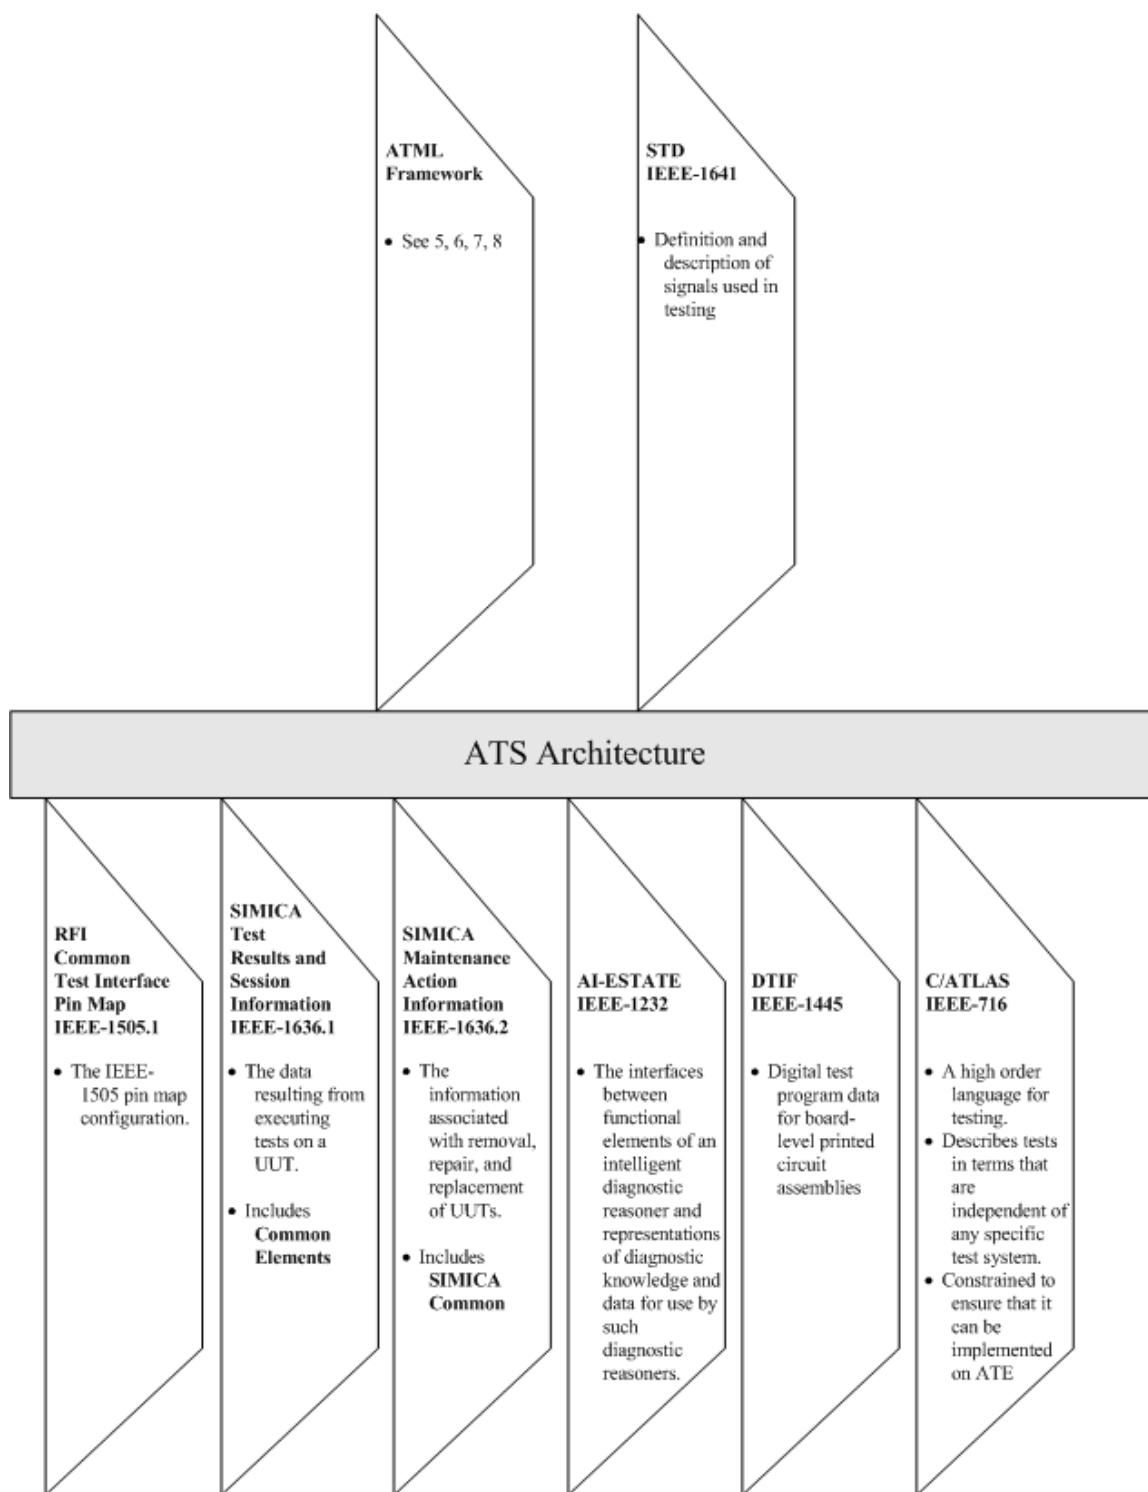 ATML
Framework
• See 5, 6, 7, 8
STD
IEEE-1641
• Definition and
description of
signals used in
testing
ATS Architecture
RFI
Common
Test Interface
Pin Map
IEEE-1505.1
• The IEEE-
1505 pin map
configuration.
SIMICA
Test
Results and
Session
Information
IEEE-1636.1
• The data
resulting from
executing
tests on a
UUT.
• Includes
Common
Elements
SIMICA
Maintenance
Action
Information
IEEE-1636.2
• The
information
associated
with removal,
repair, and
replacement
of UUTs.
• Includes
SIMICA
Common
AI-ESTATE
IEEE-1232
• The interfaces
between
functional
elements of an
intelligent
diagnostic
reasoner and
representations
of diagnostic
knowledge and
data for use by
such
diagnostic
reasoners.
DTIF
IEEE-1445
• Digital test
program data
for board-
level printed
circuit
assemblies
C/ATLAS
IEEE-716
• A high order
language for
testing.
• Describes tests
in terms that
are
independent of
any specific
test system.
• Constrained to
ensure that it
can be
implemented
on ATE